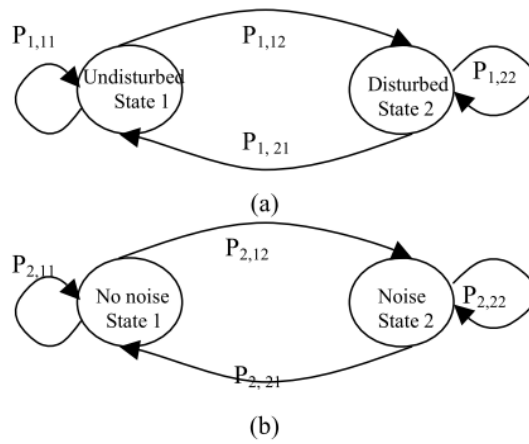 P1,11
P1,12
Undisturbed
State 1
Disturbed
State 2
P1,22
P1, 21
(a)
P2,11
P2,12
No noise
State 1
Noise
State 2
P2,22
P2, 21
(b)